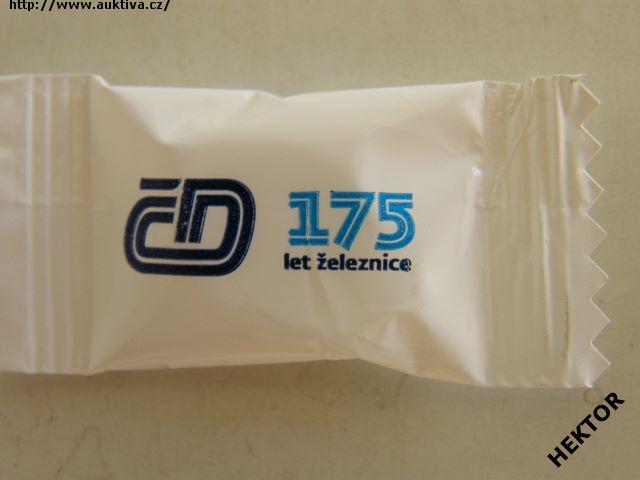 http://www.auktiva.cz/
ČD 175
let železnice
HEKTOR